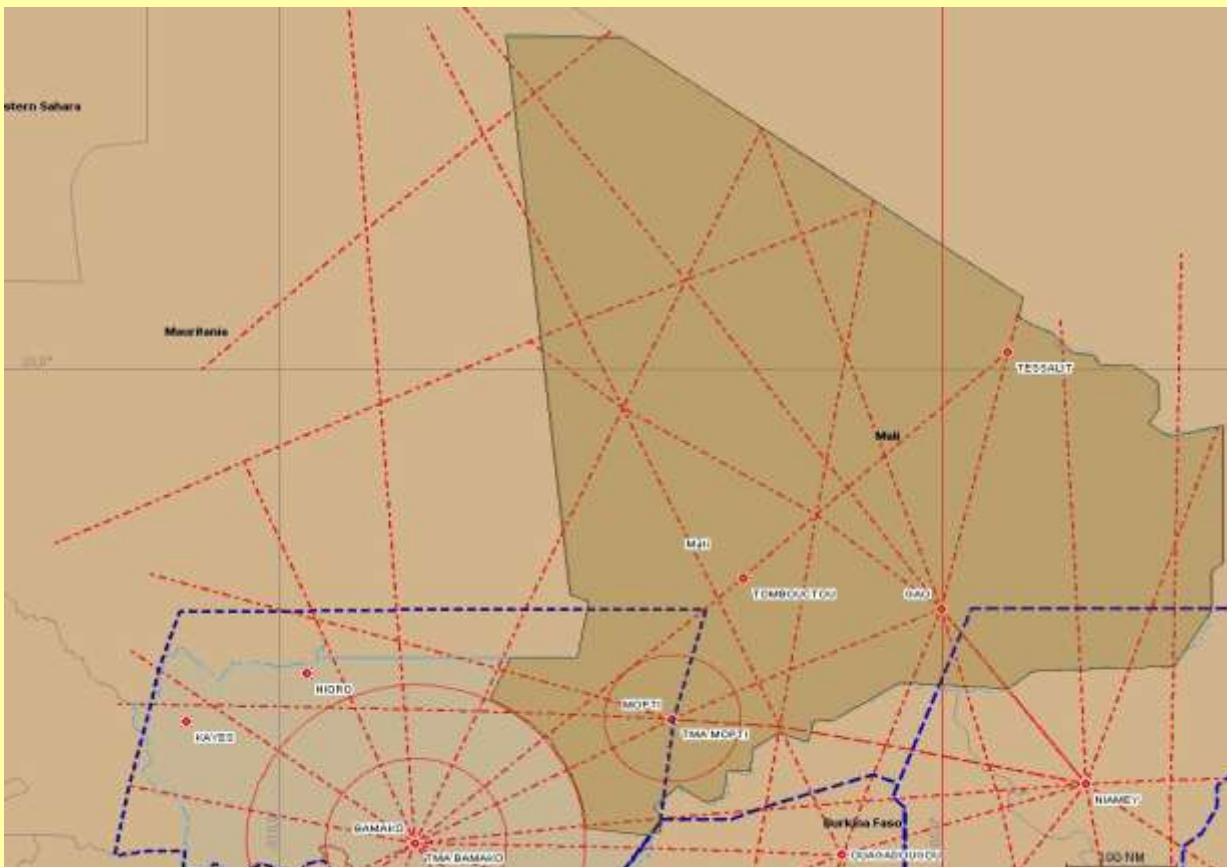 stern Sahara
Mauritania
TESSALIT
Mali
Mali
TOMBOUCTOU
GAO
NIORO
MOPTI
KAYES
TMA MOPTI
NIAMEY
BAMAKO
Burkina Faso
TMA BAMAKO
OUAGADOUGOU
100 NM